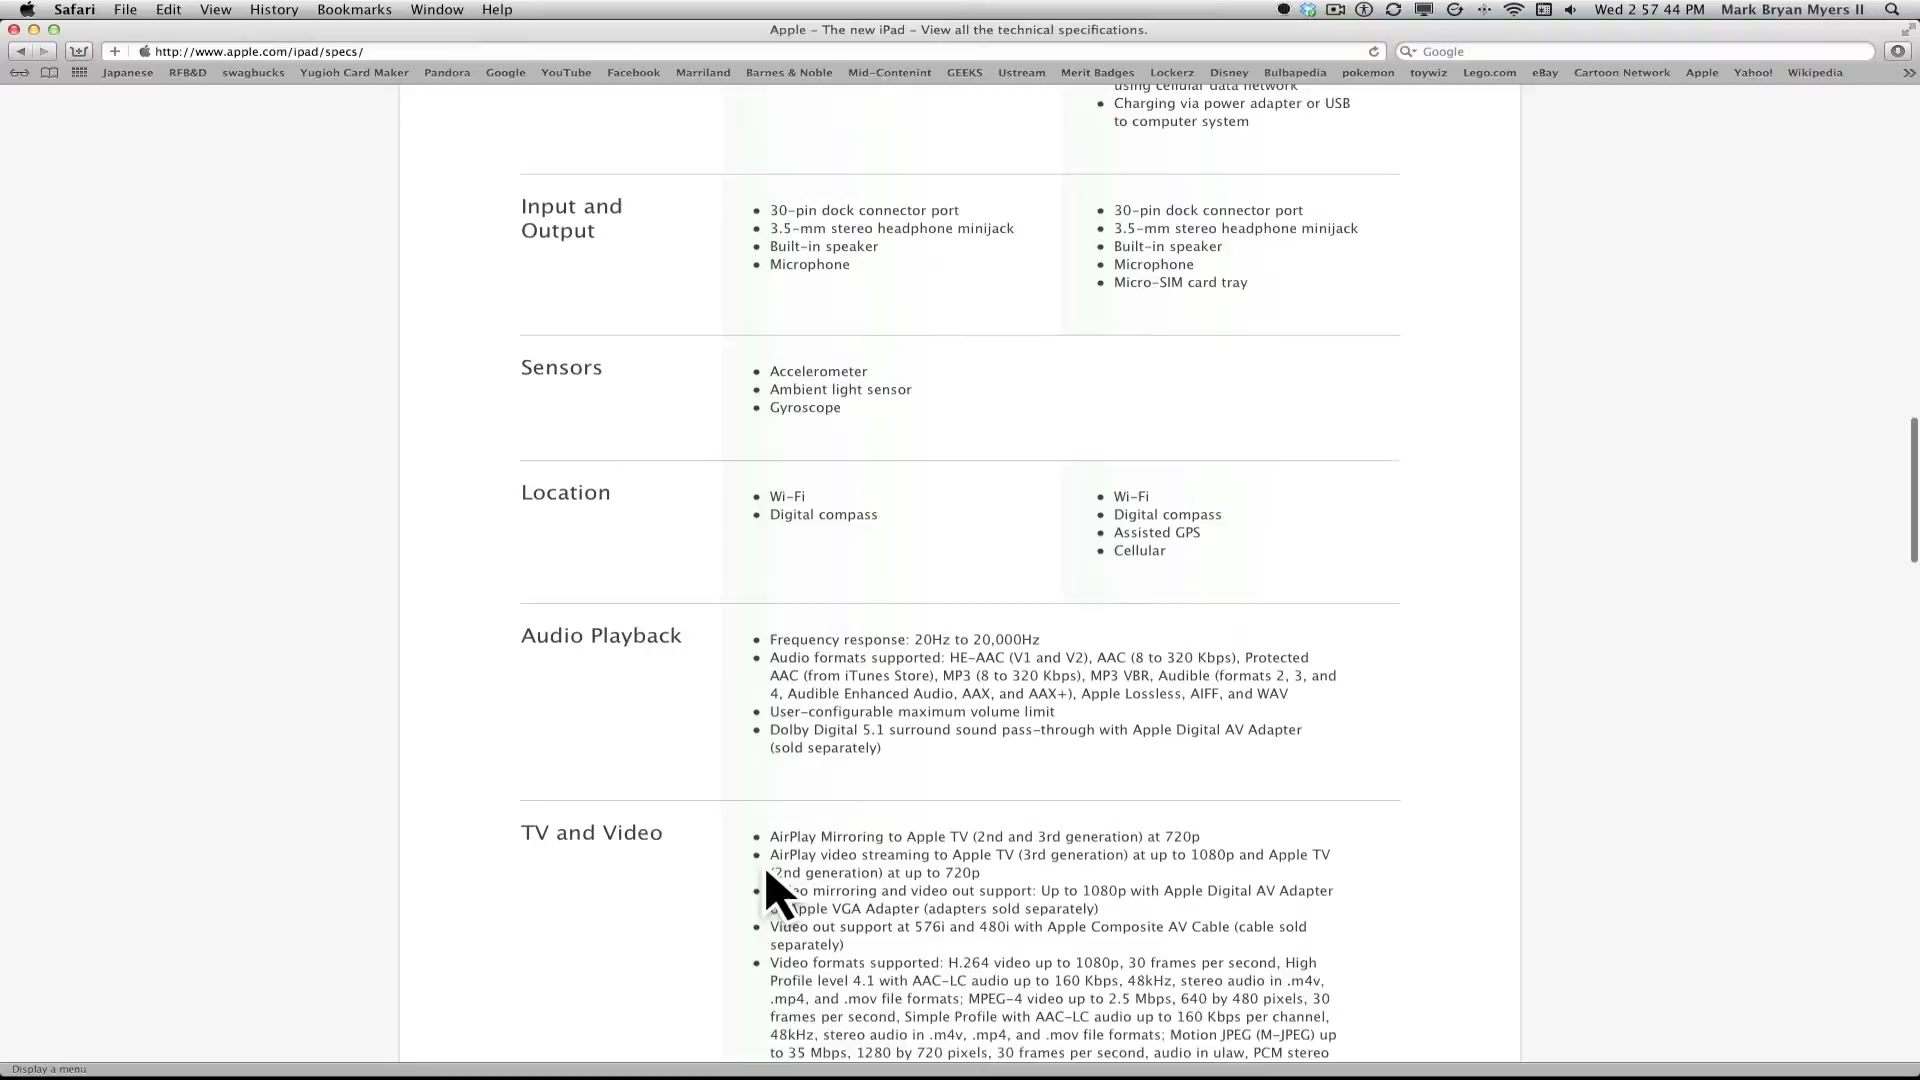 Safari File Edit View History Bookmarks Window Help Wed 2 57 44 PM Mark Bryan Myers II
Apple – The new iPad – View all the technical specifications.
http://www.apple.com/ipad/specs/ Google
Japanese RFB&D swagbucks Yugioh Card Maker Pandora Google YouTube Facebook Marriland Barnes & Noble Mid-Contenint GEEKS Ustream Merit Badges Lockerz Disney Bulbapedia pokemon toywiz Lego.com eBay Cartoon Network Apple Yahoo! Wikipedia
using cellular data network
• Charging via power adapter or USB
to computer system
Input and
Output
• 30-pin dock connector port
• 3.5-mm stereo headphone minijack
• Built-in speaker
• Microphone
• 30-pin dock connector port
• 3.5-mm stereo headphone minijack
• Built-in speaker
• Microphone
• Micro-SIM card tray
Sensors
• Accelerometer
• Ambient light sensor
• Gyroscope
Location
• Wi-Fi
• Digital compass
• Wi-Fi
• Digital compass
• Assisted GPS
• Cellular
Audio Playback
• Frequency response: 20Hz to 20,000Hz
• Audio formats supported: HE-AAC (V1 and V2), AAC (8 to 320 Kbps), Protected
AAC (from iTunes Store), MP3 (8 to 320 Kbps), MP3 VBR, Audible (formats 2, 3, and
4, Audible Enhanced Audio, AAX, and AAX+), Apple Lossless, AIFF, and WAV
• User-configurable maximum volume limit
• Dolby Digital 5.1 surround sound pass-through with Apple Digital AV Adapter
(sold separately)
TV and Video
• AirPlay Mirroring to Apple TV (2nd and 3rd generation) at 720p
• AirPlay video streaming to Apple TV (3rd generation) at up to 1080p and Apple TV
(2nd generation) at up to 720p
• mirroring and video out support: Up to 1080p with Apple Digital AV Adapter
Apple VGA Adapter (adapters sold separately)
• Video out support at 576i and 480i with Apple Composite AV Cable (cable sold
separately)
• Video formats supported: H.264 video up to 1080p, 30 frames per second, High
Profile level 4.1 with AAC-LC audio up to 160 Kbps, 48kHz, stereo audio in .m4v,
.mp4, and .mov file formats; MPEG-4 video up to 2.5 Mbps, 640 by 480 pixels, 30
frames per second, Simple Profile with AAC-LC audio up to 160 Kbps per channel,
48kHz, stereo audio in .m4v, .mp4, and .mov file formats; Motion JPEG (M-JPEG) up
to 35 Mbps, 1280 by 720 pixels, 30 frames per second, audio in ulaw, PCM stereo
Display a menu